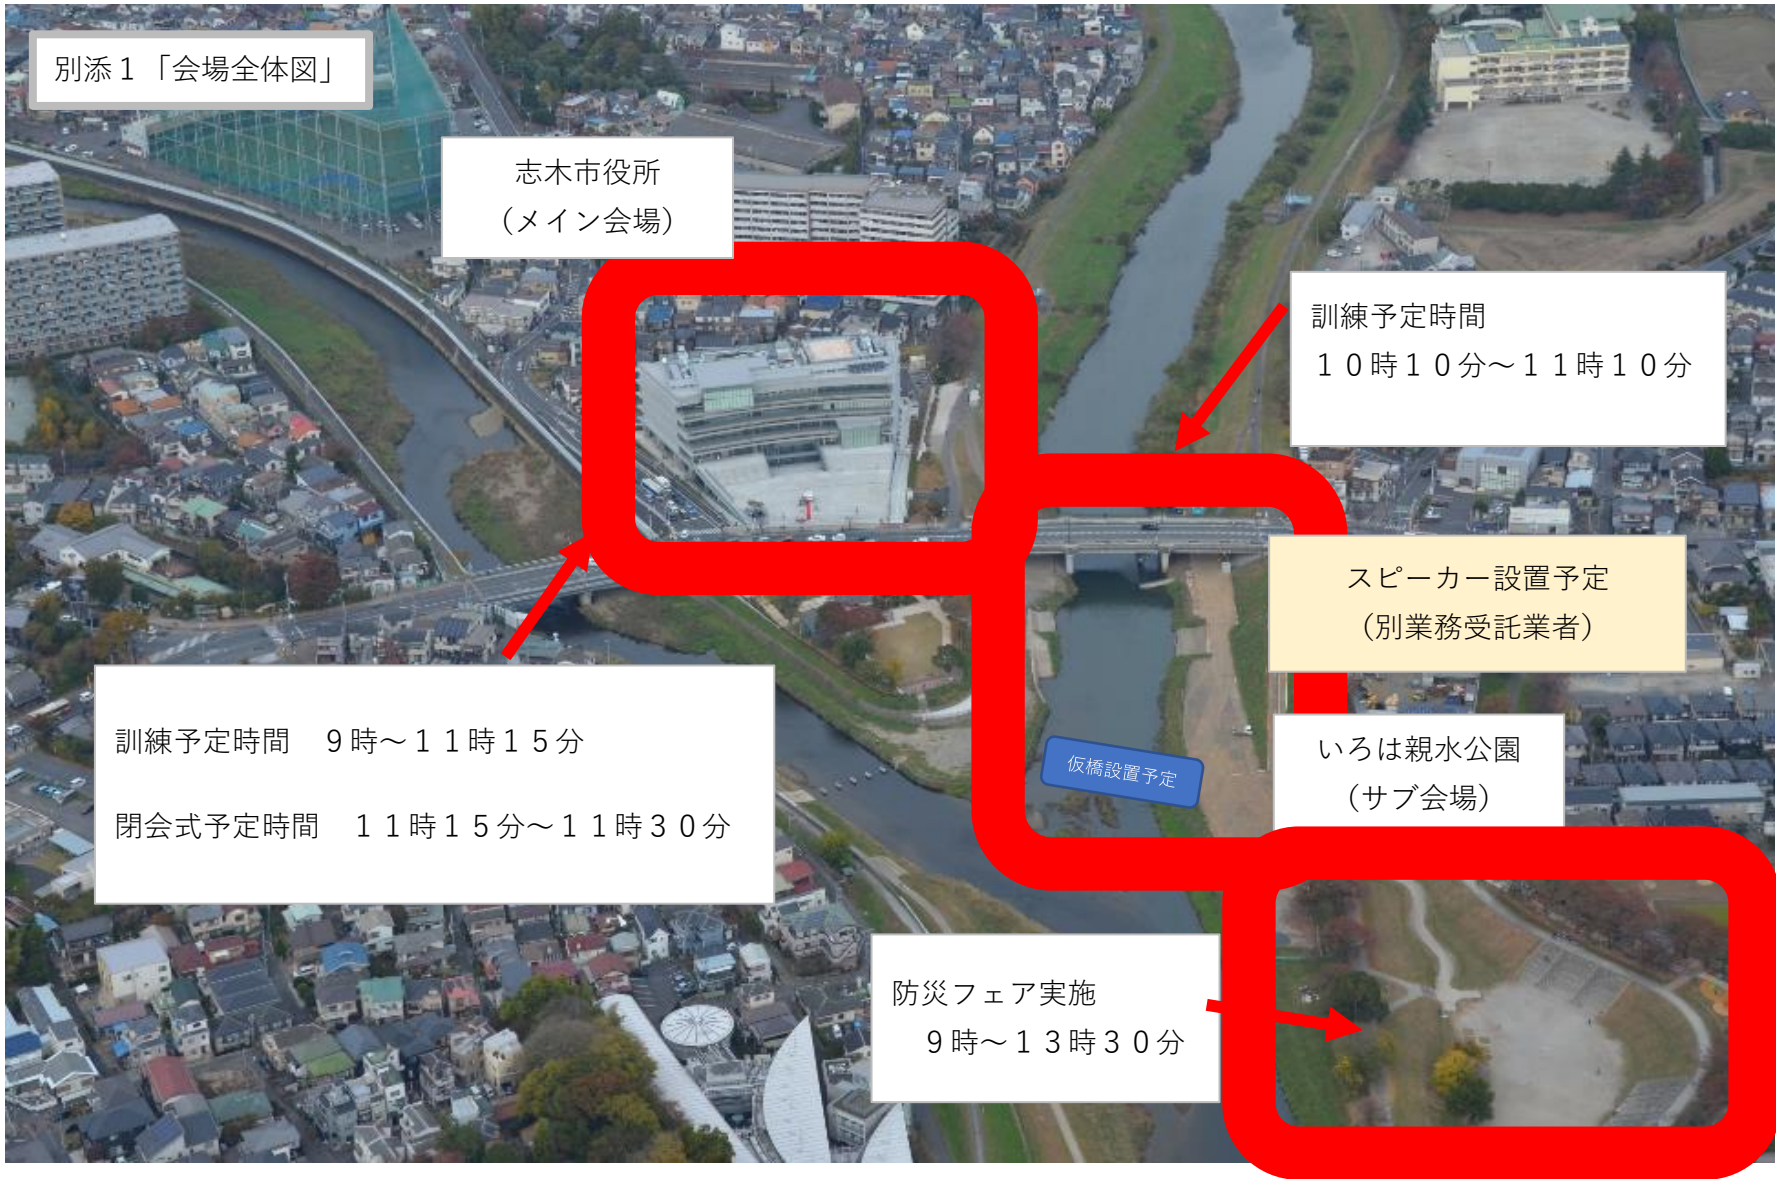 別添１「会場全体図」
志木市役所
（メイン会場）
訓練予定時間
１０時１０分～１１時１０分
スピーカー設置予定
（別業務受託業者）
訓練予定時間　９時～１１時１５分
閉会式予定時間　１１時１５分～１１時３０分
仮橋設置予定
いろは親水公園
（サブ会場）
防災フェア実施
９時～１３時３０分